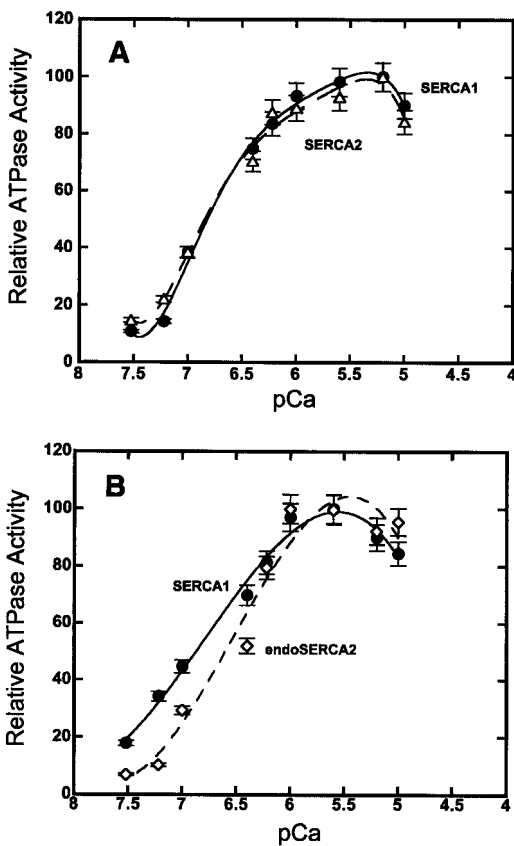 A
120
100
80
60
40
20
0
Relative ATPase Activity
SERCA1
SERCA2
8 7.5 7 6.5 6 5.5 5 4.5 4
pCa
B
120
100
80
60
40
20
0
Relative ATPase Activity
SERCA1
endoSERCA2
8 7.5 7 6.5 6 5.5 5 4.5 4
pCa